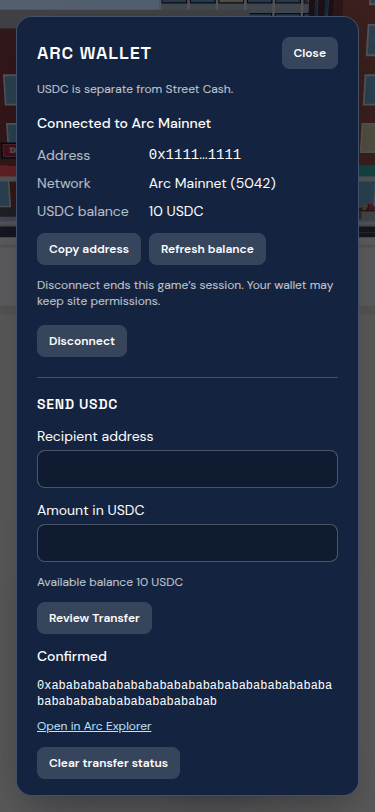 ARC WALLET
Close
USDC is separate from Street Cash.
Connected to Arc Mainnet
Address 0x1111…1111
Network Arc Mainnet (5042)
USDC balance 10 USDC
Copy address
Refresh balance
Disconnect ends this game's session. Your wallet may
keep site permissions.
Disconnect
SEND USDC
Recipient address
Amount in USDC
Available balance 10 USDC
Review Transfer
Confirmed
0xabababababababababababababababababababa
bababababababababababab
Open in Arc Explorer
Clear transfer status